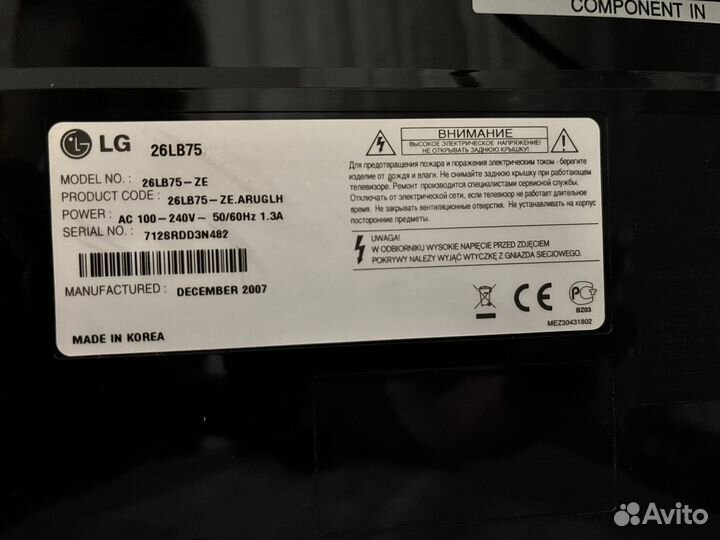 COMPONENT IN
LG 26LB75
MODEL NO. : 26LB75-ZE
PRODUCT CODE : 26LB75-ZE.ARUGLH
POWER : AC 100-240V~ 50/60Hz 1.3A
SERIAL NO. : 712SRDD3N482
MANUFACTURED : DECEMBER 2007
MADE IN KOREA
ВНИМАНИЕ
ВЫСОКОЕ ЭЛЕКТРИЧЕСКОЕ НАПРЯЖЕНИЕ!
НЕ ОТКРЫВАТЬ ЗАДНЮЮ КРЫШКУ!
Для предотвращения пожара и поражения электрическим током - берегите
изделие от дождя и влаги. Не снимайте заднюю крышку при работающем
телевизоре. Ремонт производится специалистами сервисной службы.
Отключать от электрической сети, если телевизор не работает длительное
время. Не закрывать вентиляционные отверстия. Не устанавливать на корпус
посторонние предметы.
UWAGA!
W ODBIORNIKU WYSOKIE NAPIĘCIE PRZED ZDJĘCIEM
POKRYWY NALEŻY WYJĄĆ WTYCZKĘ Z GNIAZDA SIECIOWEGO.
CE
PC
BZ03
MEZ30431802
Avito